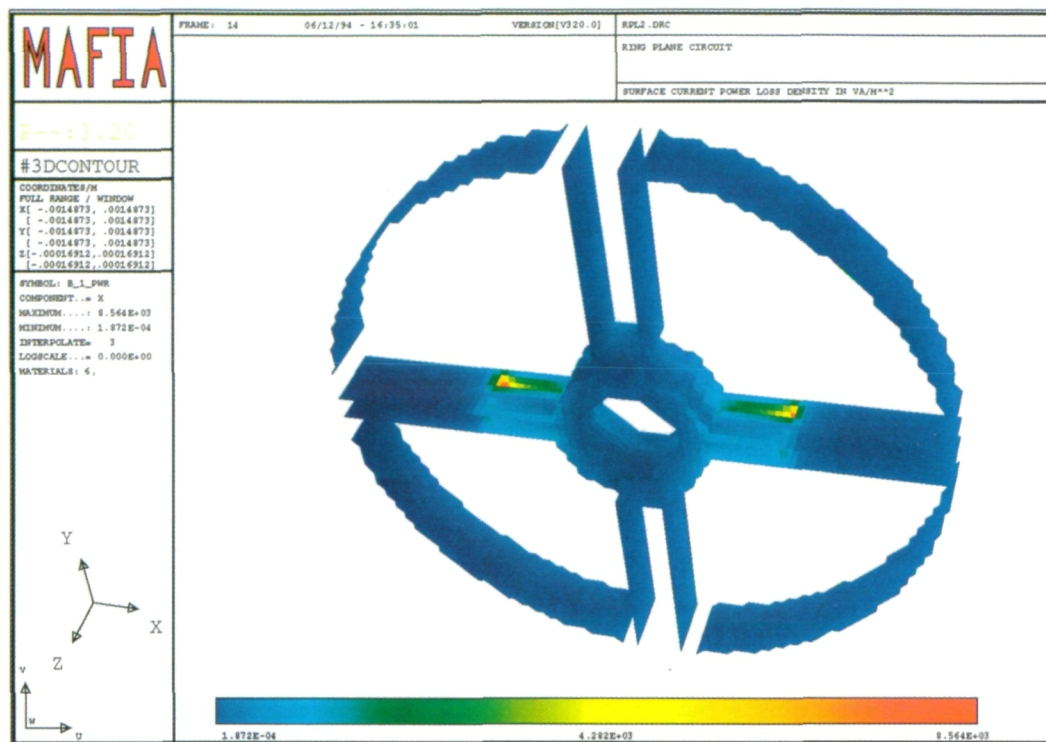 MAFIA
FRAME: 14 06/12/94 - 16:35:01 VERSION[V320.0] RPL2.DRC
RING PLANE CIRCUIT
SURFACE CURRENT POWER LOSS DENSITY IN VA/M**2
P--:3.20
#3DCONTOUR
COORDINATES/M
FULL RANGE / WINDOW
X[ -.0014873, .0014873]
[ -.0014873, .0014873]
Y[ -.0014873, .0014873]
[ -.0014873, .0014873]
Z[-.00016912,.00016912]
[-.00016912,.00016912]
SYMBOL: B_1_PWR
COMPONENT..= X
MAXIMUM....: 8.564E+03
MINIMUM....: 1.872E-04
INTERPOLATE= 3
LOGSCALE...= 0.000E+00
MATERIALS: 6,
Y
X
Z
V
W
U
1.872E-04 4.282E+03 8.564E+03